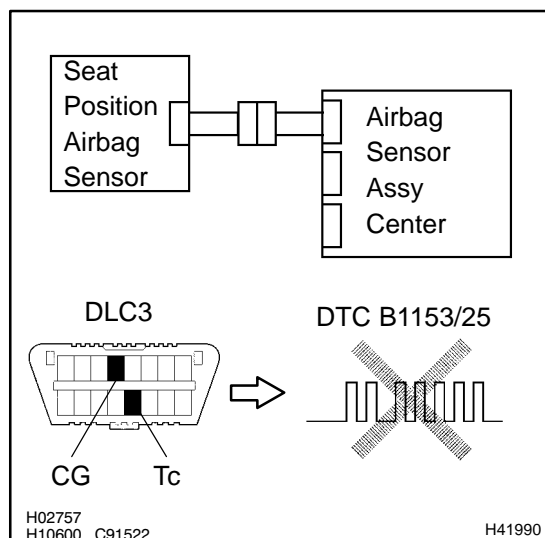 Seat
Position
Airbag
Sensor
Airbag
Sensor
Assy
Center
DLC3
DTC B1153/25
CG
Tc
H02757
H10600 C91522
H41990